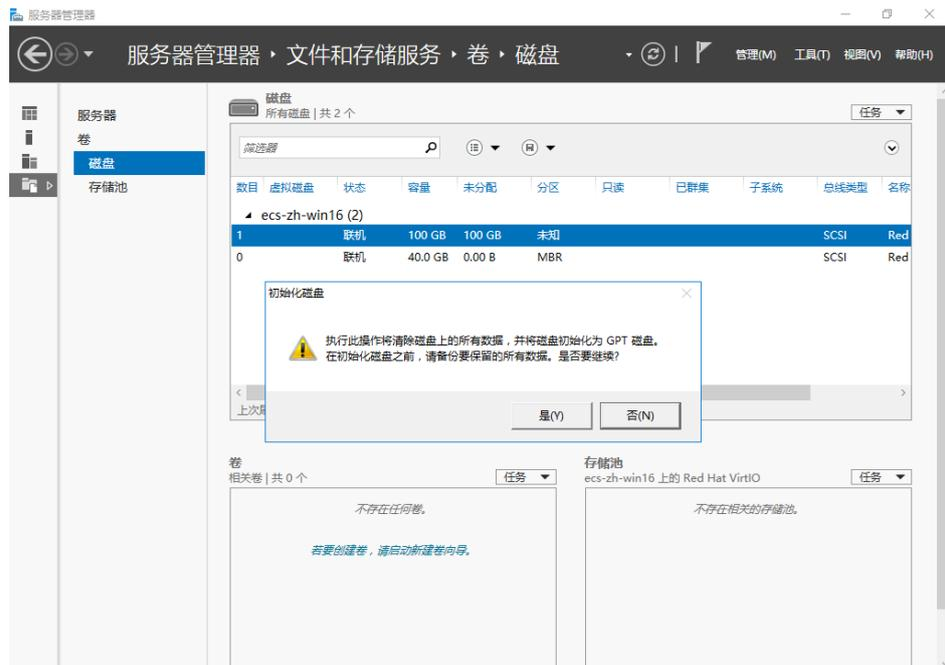 服务器管理器
服务器管理器 ‣ 文件和存储服务 ‣ 卷 ‣ 磁盘
管理(M) 工具(T) 视图(V) 帮助(H)
服务器
卷
磁盘
存储池
磁盘
所有磁盘 | 共 2 个
任务
筛选器
数目 虚拟磁盘 状态 容量 未分配 分区 只读 已群集 子系统 总线类型 名称
ecs-zh-win16 (2)
1 联机 100 GB 100 GB 未知 SCSI Red
0 联机 40.0 GB 0.00 B MBR SCSI Red
初始化磁盘
执行此操作将清除磁盘上的所有数据，并将磁盘初始化为 GPT 磁盘。
在初始化磁盘之前，请备份要保留的所有数据。是否要继续?
是(Y) 否(N)
上次
卷
相关卷 | 共 0 个
任务
不存在任何卷。
若要创建卷，请启动新建卷向导。
存储池
ecs-zh-win16 上的 Red Hat VirtIO
任务
不存在相关的存储池。